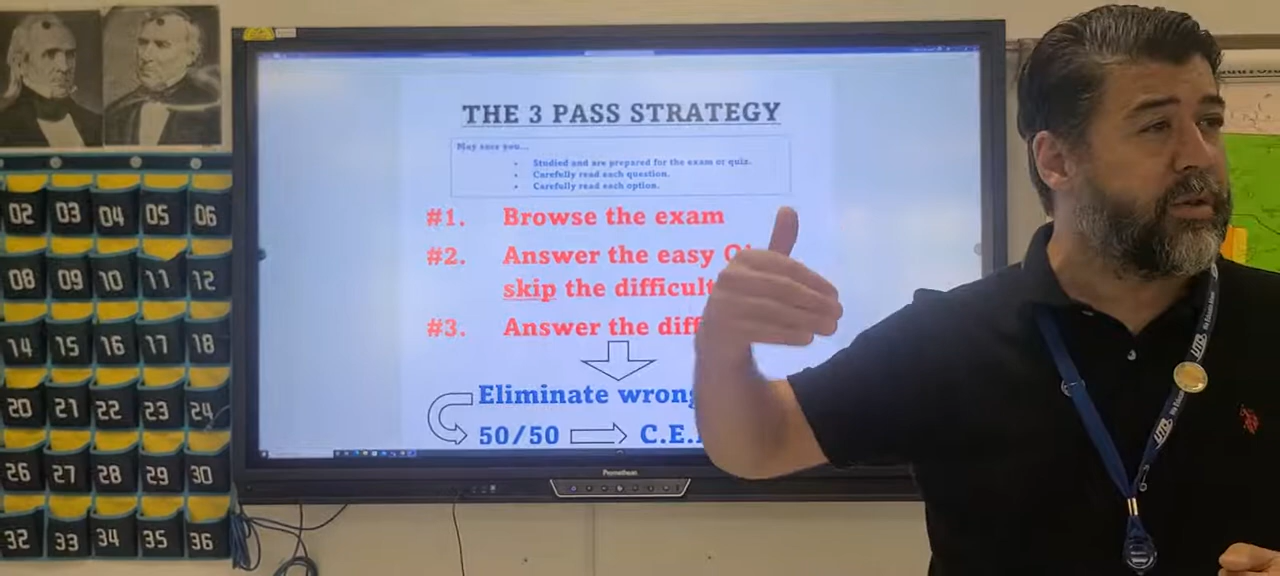 THE 3 PASS STRATEGY
May sure you...
• Studied and are prepared for the exam or quiz.
• Carefully read each question.
• Carefully read each option.
#1. Browse the exam
#2. Answer the easy
skip the difficult
#3. Answer the
Eliminate wrong
50/50 C.E.
Promethean
02 03 04 05 06
08 09 10 11 12
14 15 16 17 18
20 21 22 23 24
26 27 28 29 30
32 33 34 35 36
UTD
UTD